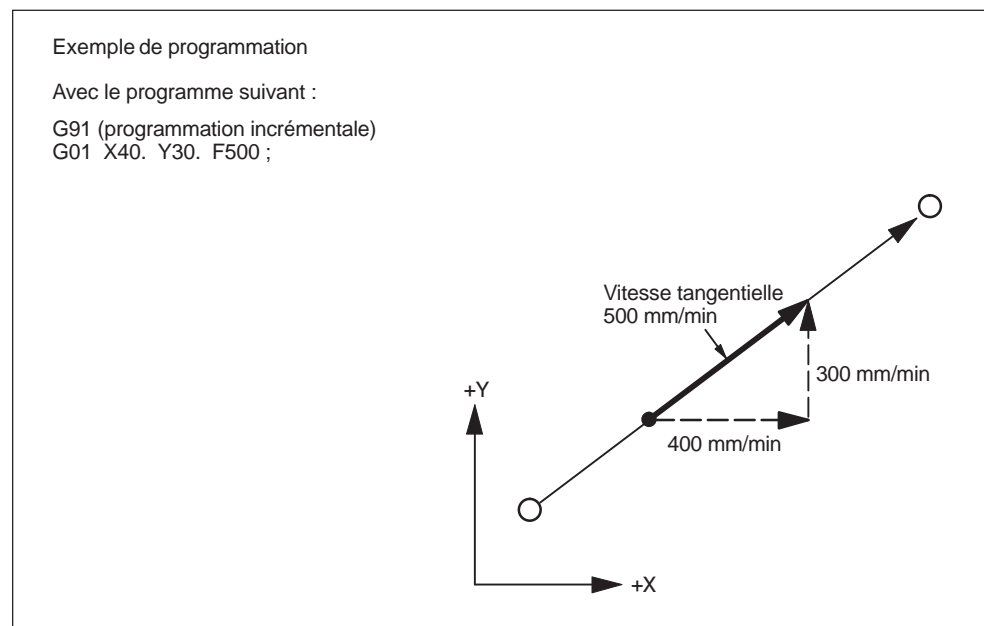 Exemple de programmation
Avec le programme suivant :
G91 (programmation incrémentale)
G01 X40. Y30. F500 ;
Vitesse tangentielle
500 mm/min
300 mm/min
+Y
400 mm/min
+X